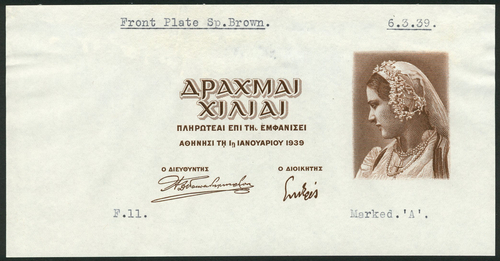 Front Plate Sp.Brown.
6.3.39.
ΔΡΑΧΜΑΙ
ΧΙΛΙΑΙ
ΠΛΗΡΩΤΕΑΙ ΕΠΙ ΤΗι ΕΜΦΑΝΙΣΕΙ
ΑΘΗΝΗΣΙ ΤΗ 1η ΙΑΝΟΥΑΡΙΟΥ 1939
Ο ΔΙΕΥΘΥΝΤΗΣ
Ο ΔΙΟΙΚΗΤΗΣ
F.11.
Marked.'A'.